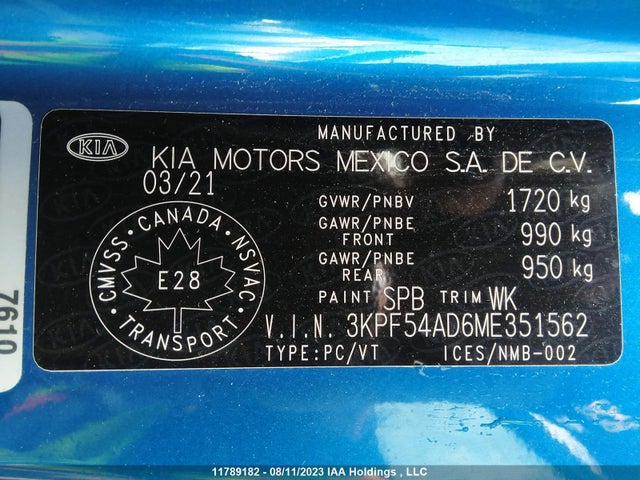 MANUFACTURED BY
KIA KIA MOTORS MEXICO S.A. DE C.V.
03/21
GVWR/PNBV 1720 kg
GAWR/PNBE FRONT 990 kg
GAWR/PNBE REAR 950 kg
PAINT SPB TRIM WK
V.I.N. 3KPF54AD6ME351562
TYPE:PC/VT ICES/NMB-002
CMVSS · CANADA · NSVAC
E28
TRANSPORT
7610
11789182 - 08/11/2023 IAA Holdings , LLC